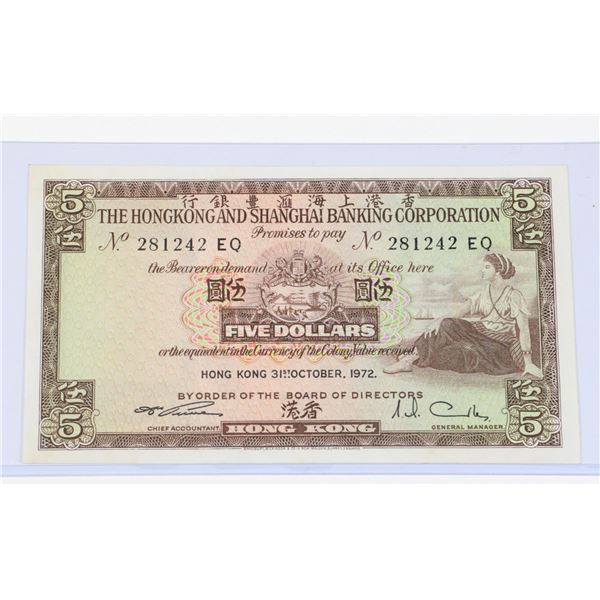 5 行銀豐滙海上港香 5
伍 THE HONGKONG AND SHANGHAI BANKING CORPORATION 伍
Promises to pay
Nº 281242 EQ Nº 281242 EQ
the Bearer on demand at its Office here
圓伍 圓伍
FIVE DOLLARS
or the equivalent in the Currency of the Colony, Value received.
HONG KONG 31ST OCTOBER, 1972.
BY ORDER OF THE BOARD OF DIRECTORS
伍 港香 伍
5 CHIEF ACCOUNTANT. HONG KONG GENERAL MANAGER. 5